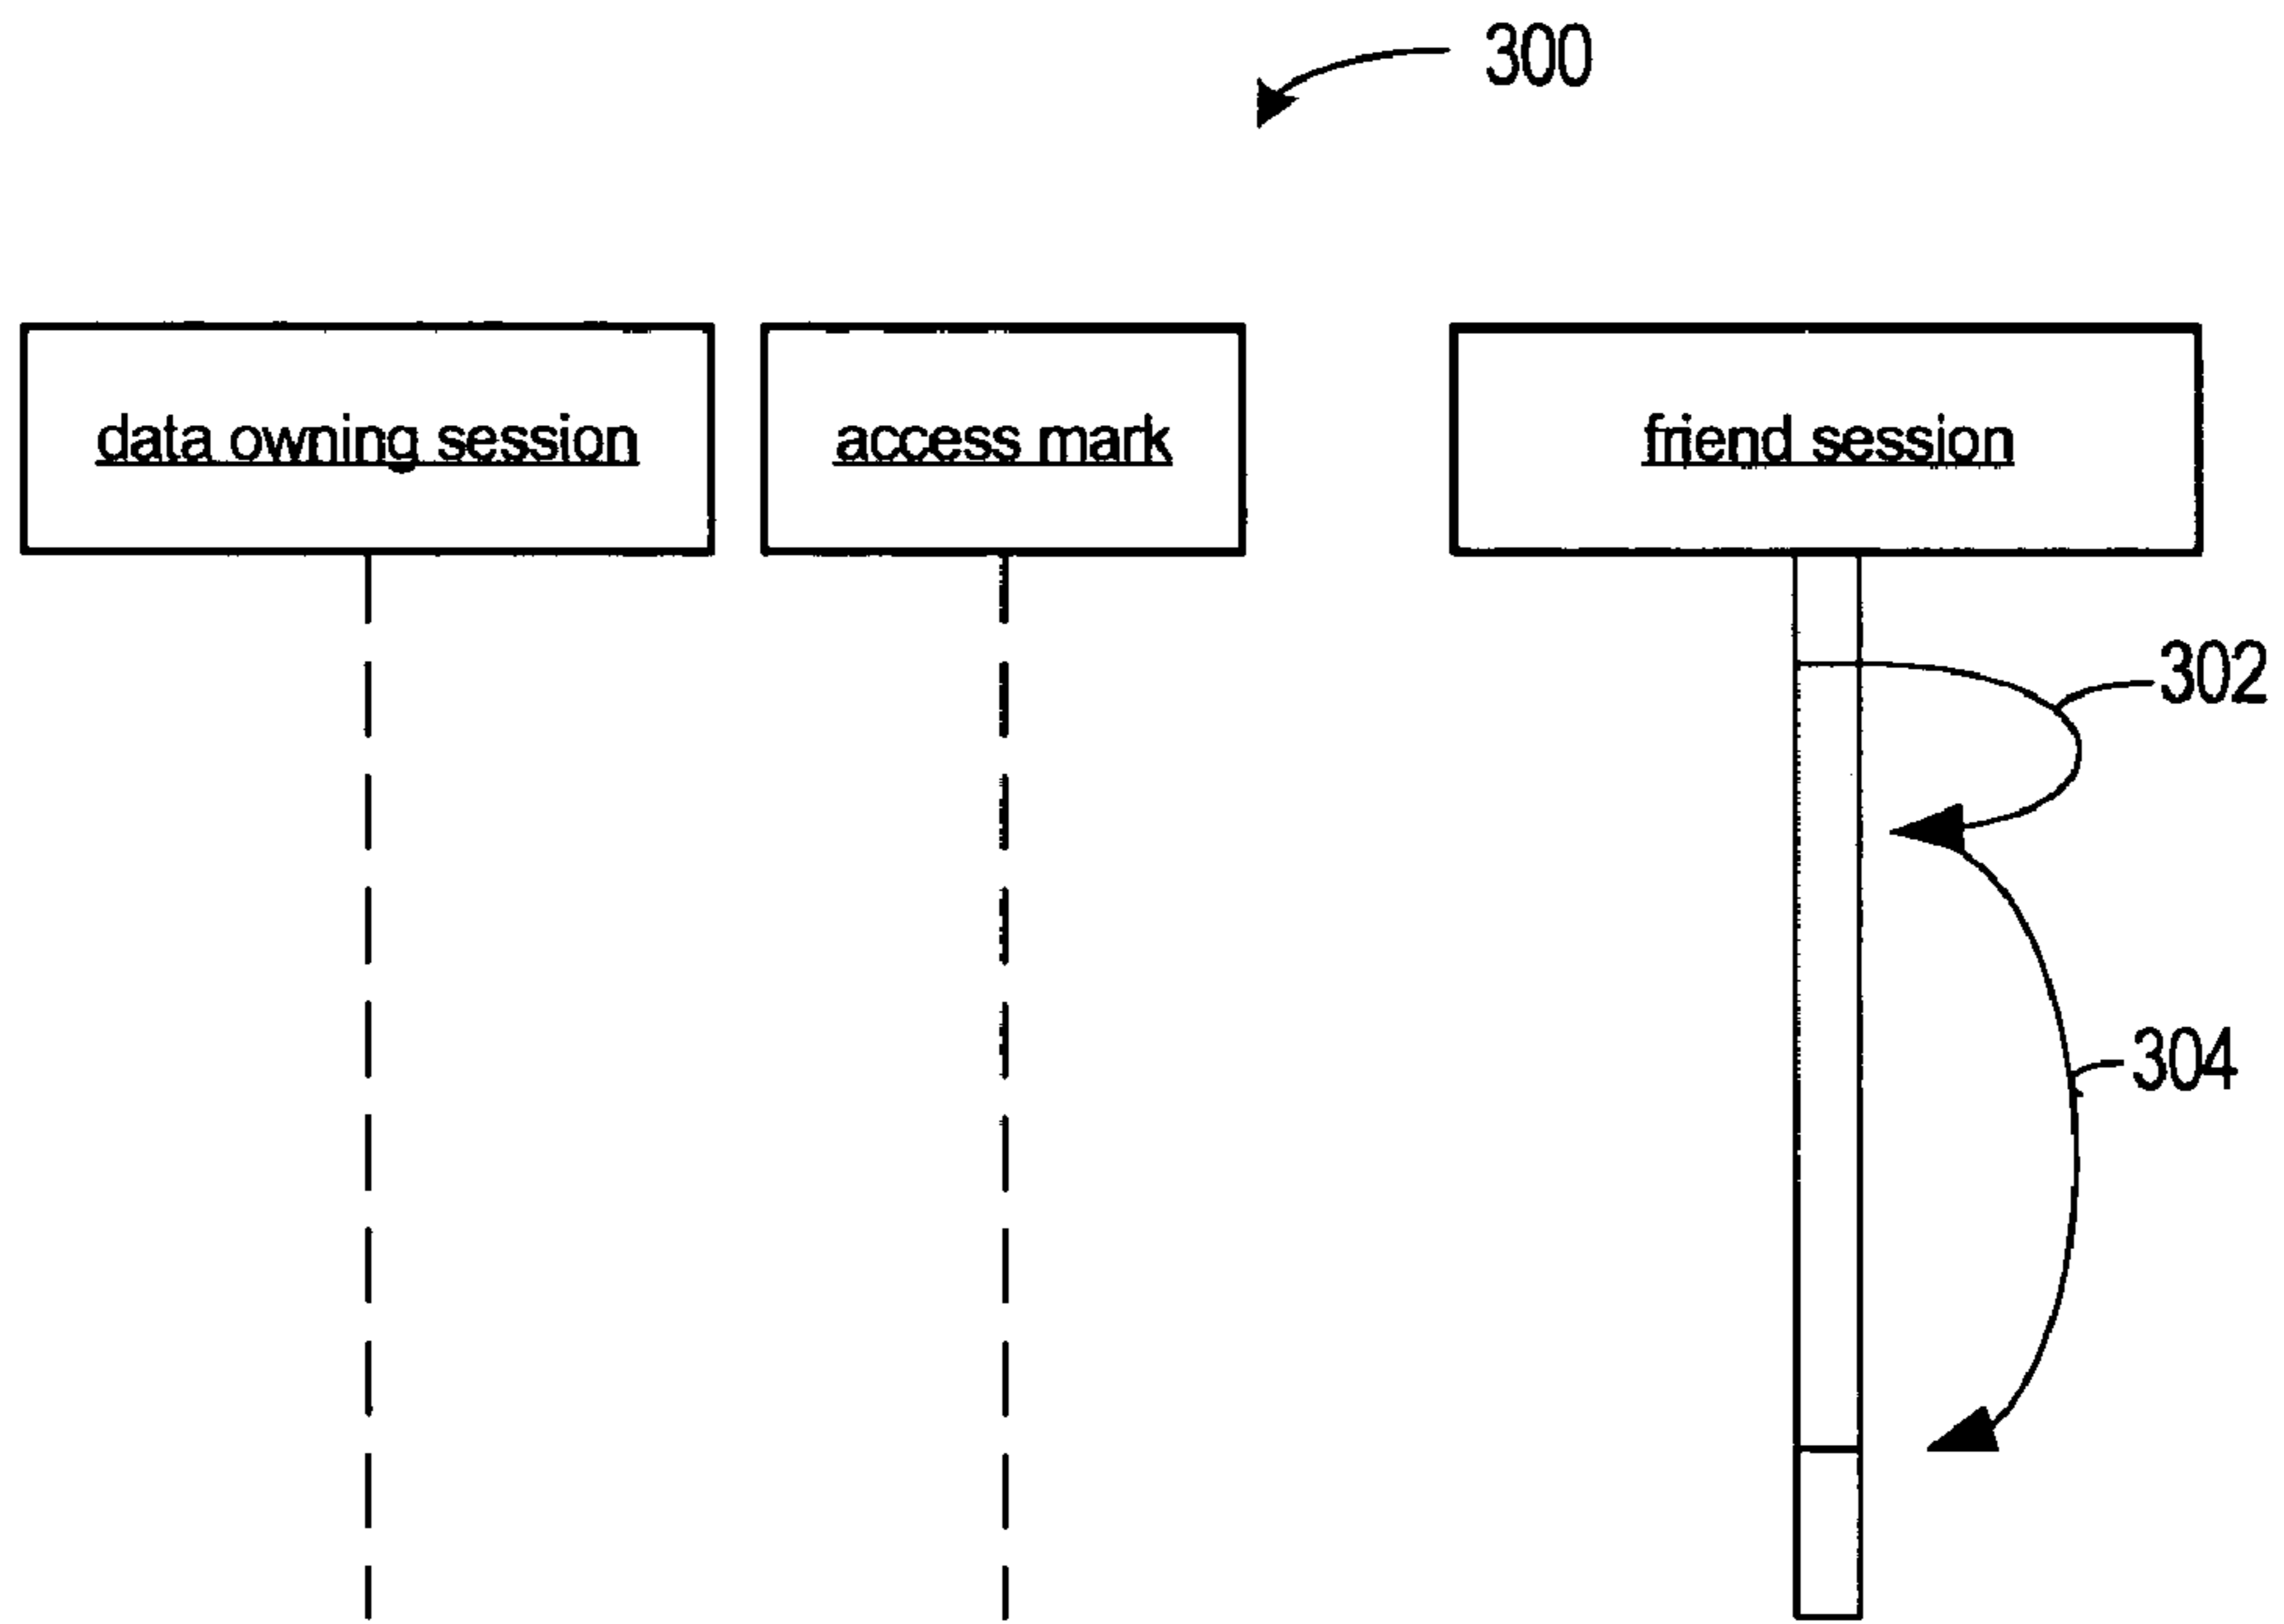 300
data owning session
access mark
friend session
302
304